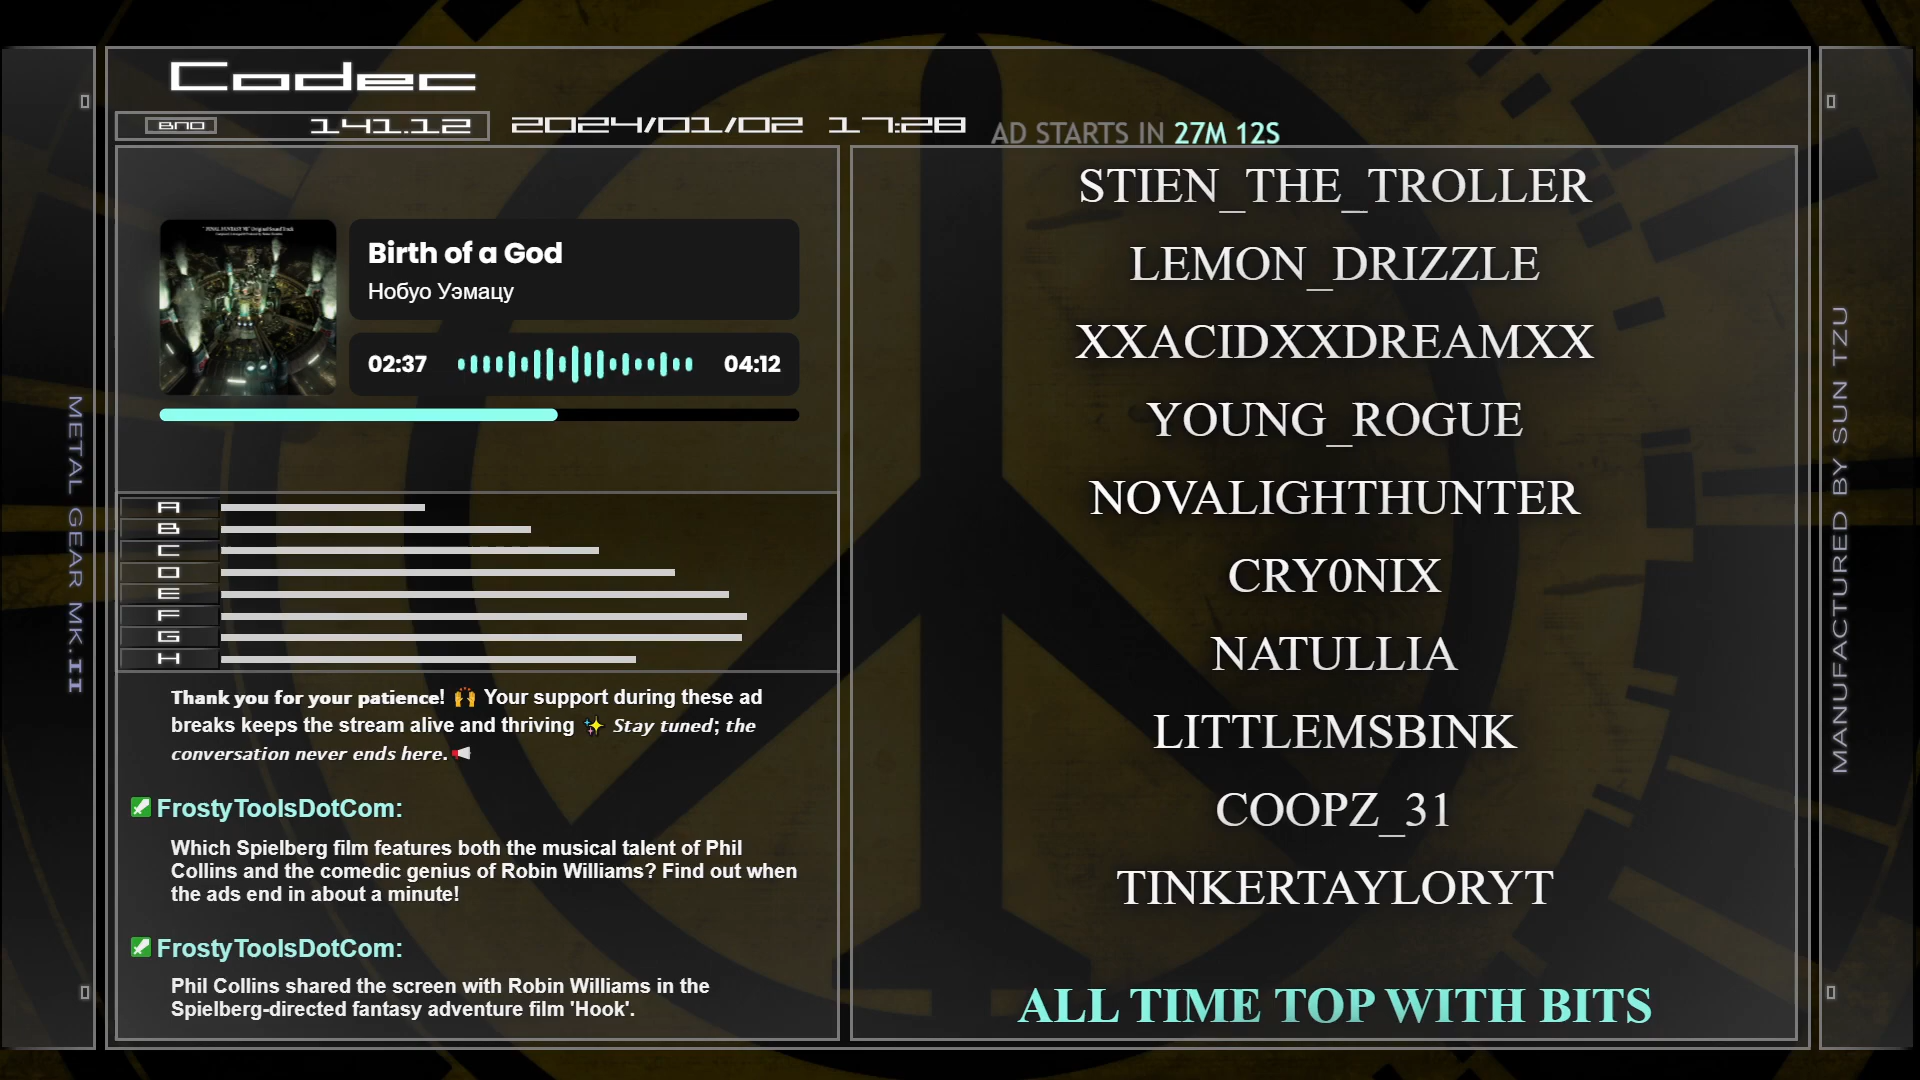 Codec
BNO
141.12
2024/01/02 17:28
AD STARTS IN 27M 12S
Birth of a God
Нобуо Уэмацу
02:37
04:12
A
B
C
D
E
F
G
H
Thank you for your patience! 🙌 Your support during these ad
breaks keeps the stream alive and thriving ✨ Stay tuned; the
conversation never ends here.📢
FrostyToolsDotCom:
Which Spielberg film features both the musical talent of Phil
Collins and the comedic genius of Robin Williams? Find out when
the ads end in about a minute!
FrostyToolsDotCom:
Phil Collins shared the screen with Robin Williams in the
Spielberg-directed fantasy adventure film 'Hook'.
STIEN_THE_TROLLER
LEMON_DRIZZLE
XXACIDXXDREAMXX
YOUNG_ROGUE
NOVALIGHTHUNTER
CRY0NIX
NATULLIA
LITTLEMSBINK
COOPZ_31
TINKERTAYLORYT
ALL TIME TOP WITH BITS
METAL GEAR MK.II
MANUFACTURED BY SUN TZU